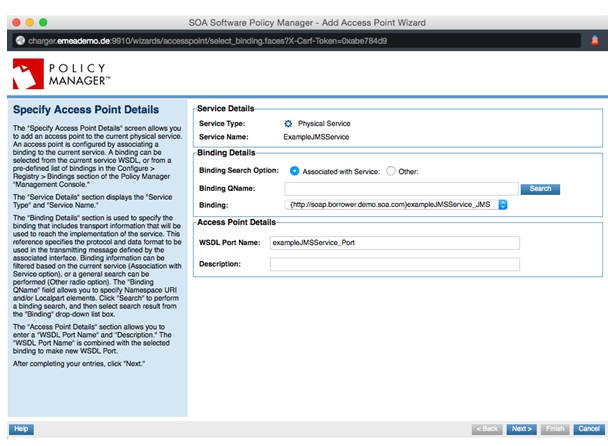 SOA Software Policy Manager - Add Access Point Wizard
charger.emeademo.de:9910/wizards/accesspoint/select_binding.faces?X-Csrf-Token=0xabe784d9
POLICY
MANAGER™
Specify Access Point Details
The "Specify Access Point Details" screen allows you
to add an access point to the current physical service.
An access point is configured by associating a
binding to the current service. A binding can be
selected from the current service WSDL, or from a
pre-defined list of bindings in the Configure >
Registry > Bindings section of the Policy Manager
"Management Console."
The "Service Details" section displays the "Service
Type" and "Service Name."
The "Binding Details" section is used to specify the
binding that includes transport information that will be
used to reach the implementation of the service. This
reference specifies the protocol and data format to be
used in the transmitting message defined by the
associated interface. Binding information can be
filtered based on the current service (Association with
Service option), or a general search can be
performed (Other radio option). The "Binding
QName" field allows you to specify Namespace URI
and/or Localpart elements. Click "Search" to perform
a binding search, and then select search result from
the "Binding" drop-down list box.
The "Access Point Details" section allows you to
enter a "WSDL Port Name" and "Description." The
"WSDL Port Name" is combined with the selected
binding to make new WSDL Port.
After completing your entries, click "Next."
Service Details
Service Type: Physical Service
Service Name: ExampleJMSService
Binding Details
Binding Search Option: Associated with Service: Other:
Binding QName: Search
Binding: {http://soap.borrower.demo.soa.com}exampleJMSService_JMS
Access Point Details
WSDL Port Name: exampleJMSService_Port
Description:
Help < Back Next > Finish Cancel